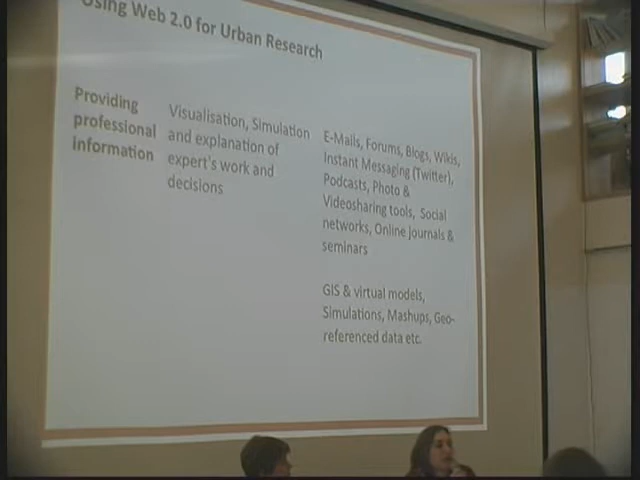 Using Web 2.0 for Urban Research
Providing
professional
information
Visualisation, Simulation
and explanation of
expert's work and
decisions
E-Mails, Forums, Blogs, Wikis,
Instant Messaging (Twitter),
Podcasts, Photo &
Videosharing tools, Social
networks, Online Journals &
seminars
GIS & virtual models,
Simulations, Mashups, Geo-
referenced data etc.